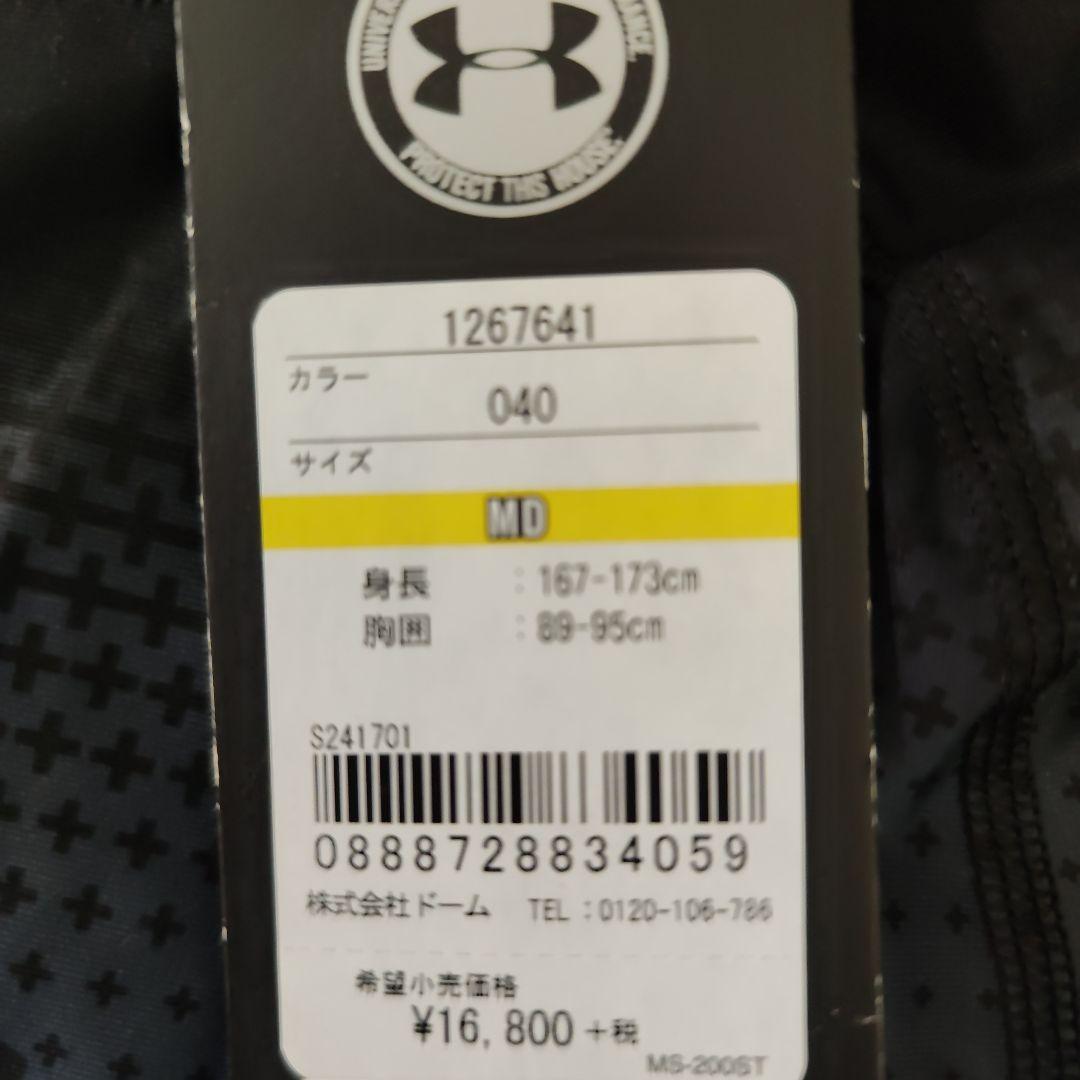 UNIVER
ANCE.
PROTECT THIS HOUSE
1267641
カラー
040
サイズ
MD
身長 : 167-173cm
胸囲 : 89-95cm
S241701
0888728834059
株式会社ドーム TEL:0120-106-786
希望小売価格
¥16,800+税
MS-200ST